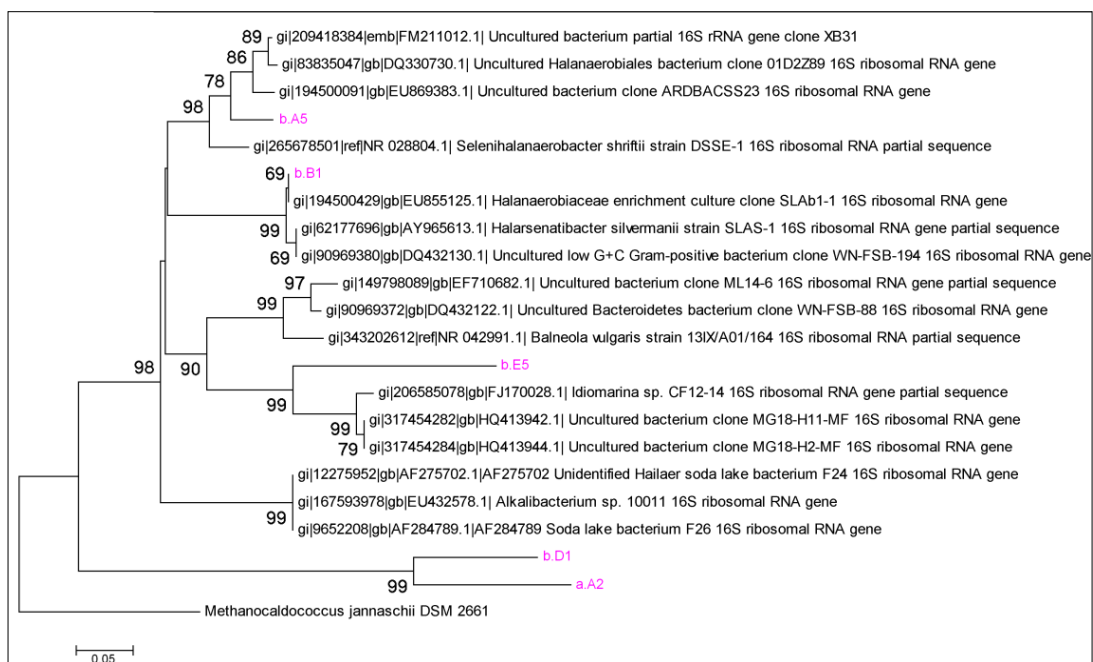 89
gi|209418384|emb|FM211012.1| Uncultured bacterium partial 16S rRNA gene clone XB31
86
gi|83835047|gb|DQ330730.1| Uncultured Halanaerobiales bacterium clone 01D2Z89 16S ribosomal RNA gene
78
gi|194500091|gb|EU869383.1| Uncultured bacterium clone ARDBACSS23 16S ribosomal RNA gene
98
b.A5
gi|265678501|ref|NR 028804.1| Selenihalanaerobacter shriftii strain DSSE-1 16S ribosomal RNA partial sequence
69
b.B1
gi|194500429|gb|EU855125.1| Halanaerobiaceae enrichment culture clone SLAb1-1 16S ribosomal RNA gene
99
gi|62177696|gb|AY965613.1| Halarsenatibacter silvermanii strain SLAS-1 16S ribosomal RNA gene partial sequence
69
gi|90969380|gb|DQ432130.1| Uncultured low G+C Gram-positive bacterium clone WN-FSB-194 16S ribosomal RNA gene
97
gi|149798089|gb|EF710682.1| Uncultured bacterium clone ML14-6 16S ribosomal RNA gene partial sequence
99
gi|90969372|gb|DQ432122.1| Uncultured Bacteroidetes bacterium clone WN-FSB-88 16S ribosomal RNA gene
gi|343202612|ref|NR 042991.1| Balneola vulgaris strain 13IX/A01/164 16S ribosomal RNA partial sequence
98
90
b.E5
99
gi|206585078|gb|FJ170028.1| Idiomarina sp. CF12-14 16S ribosomal RNA gene partial sequence
99
gi|317454282|gb|HQ413942.1| Uncultured bacterium clone MG18-H11-MF 16S ribosomal RNA gene
79
gi|317454284|gb|HQ413944.1| Uncultured bacterium clone MG18-H2-MF 16S ribosomal RNA gene
gi|12275952|gb|AF275702.1|AF275702 Unidentified Hailaer soda lake bacterium F24 16S ribosomal RNA gene
gi|167593978|gb|EU432578.1| Alkalibacterium sp. 10011 16S ribosomal RNA gene
99
gi|9652208|gb|AF284789.1|AF284789 Soda lake bacterium F26 16S ribosomal RNA gene
b.D1
99
a.A2
Methanocaldococcus jannaschii DSM 2661
0.05